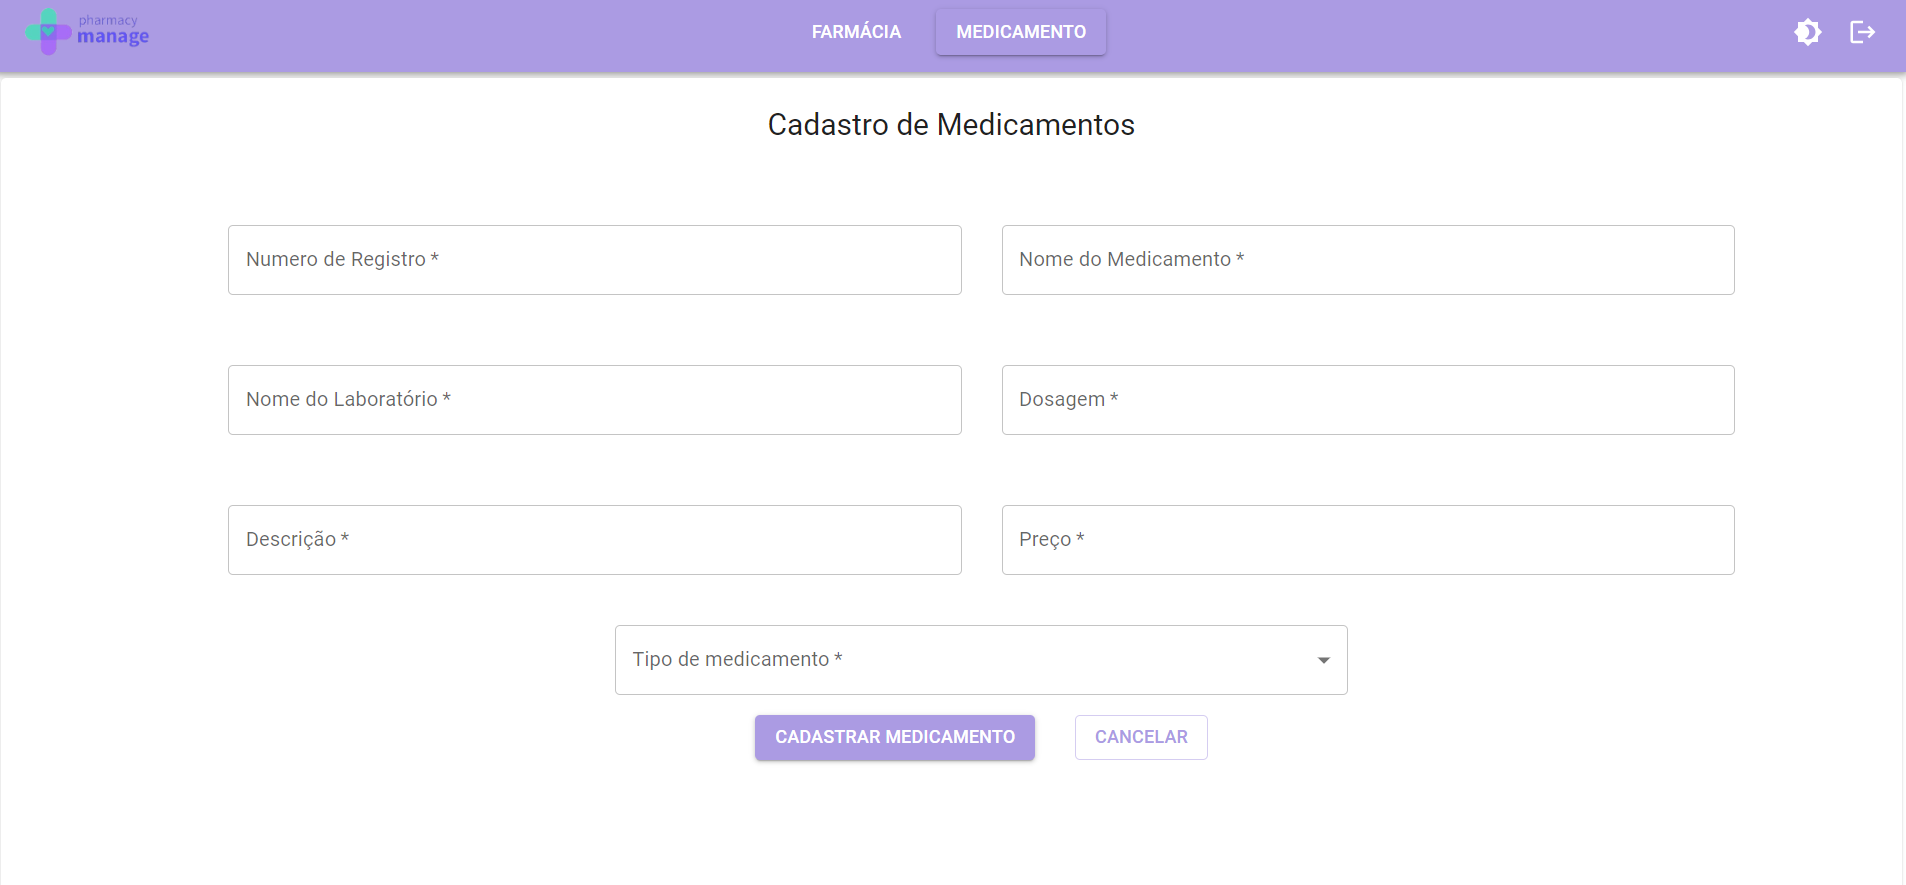 pharmacy
manage
FARMÁCIA
MEDICAMENTO
Cadastro de Medicamentos
Numero de Registro *
Nome do Medicamento *
Nome do Laboratório *
Dosagem *
Descrição *
Preço *
Tipo de medicamento *
CADASTRAR MEDICAMENTO
CANCELAR